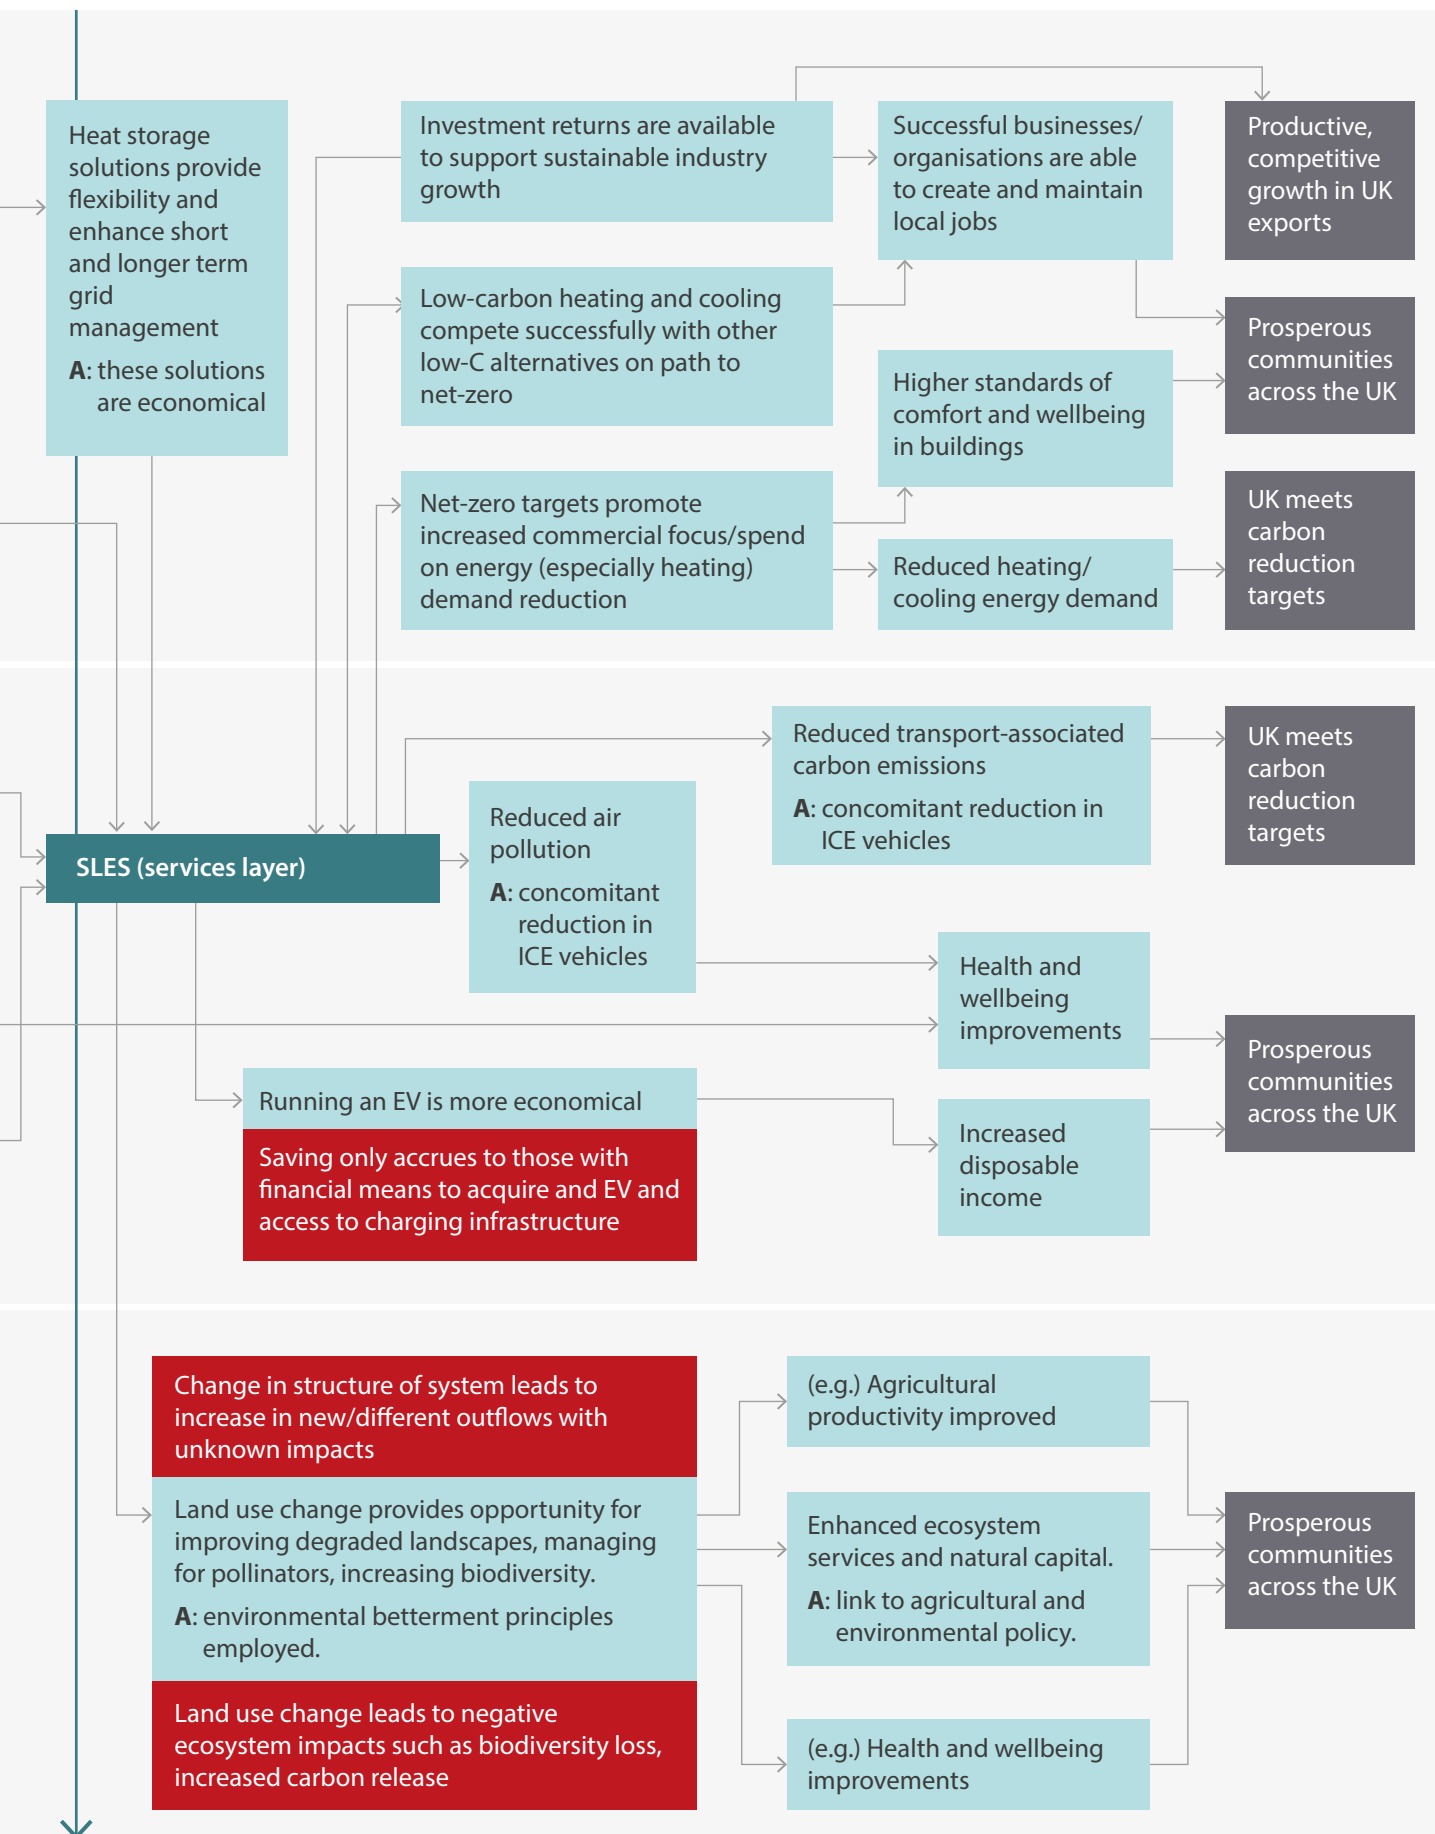 Heat storage
solutions provide
flexibility and
enhance short
and longer term
grid
management
A: these solutions
are economical
Investment returns are available
to support sustainable industry
growth
Successful businesses/
organisations are able
to create and maintain
local jobs
Productive,
competitive
growth in UK
exports
Low-carbon heating and cooling
compete successfully with other
low-C alternatives on path to
net-zero
Prosperous
communities
across the UK
Higher standards of
comfort and wellbeing
in buildings
Net-zero targets promote
increased commercial focus/spend
on energy (especially heating)
demand reduction
Reduced heating/
cooling energy demand
UK meets
carbon
reduction
targets
Reduced transport-associated
carbon emissions
A: concomitant reduction in
ICE vehicles
UK meets
carbon
reduction
targets
SLES (services layer)
Reduced air
pollution
A: concomitant
reduction in
ICE vehicles
Health and
wellbeing
improvements
Prosperous
communities
across the UK
Running an EV is more economical
Saving only accrues to those with
financial means to acquire and EV and
access to charging infrastructure
Increased
disposable
income
Change in structure of system leads to
increase in new/different outflows with
unknown impacts
Land use change provides opportunity for
improving degraded landscapes, managing
for pollinators, increasing biodiversity.
A: environmental betterment principles
employed.
Land use change leads to negative
ecosystem impacts such as biodiversity loss,
increased carbon release
(e.g.) Agricultural
productivity improved
Enhanced ecosystem
services and natural capital.
A: link to agricultural and
environmental policy.
(e.g.) Health and wellbeing
improvements
Prosperous
communities
across the UK